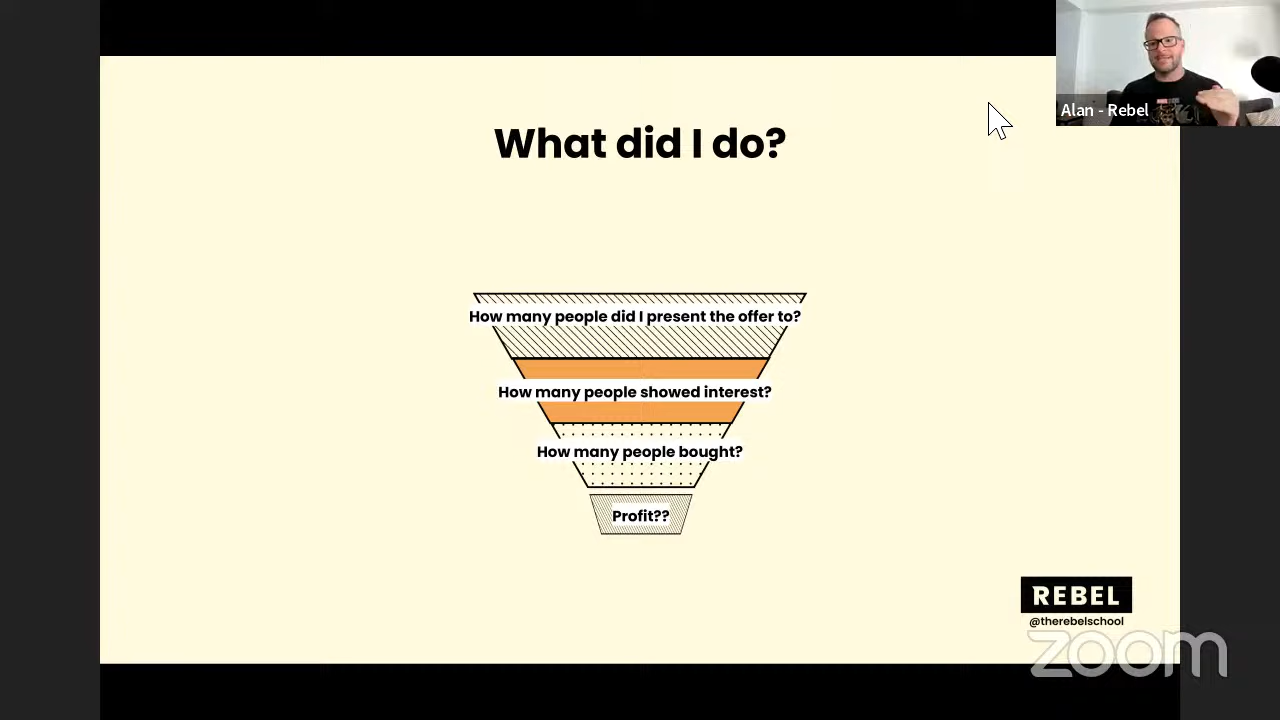 Alan - Rebel
What did I do?
How many people did I present the offer to?
How many people showed interest?
How many people bought?
Profit??
REBEL
@therebelschool
zoom